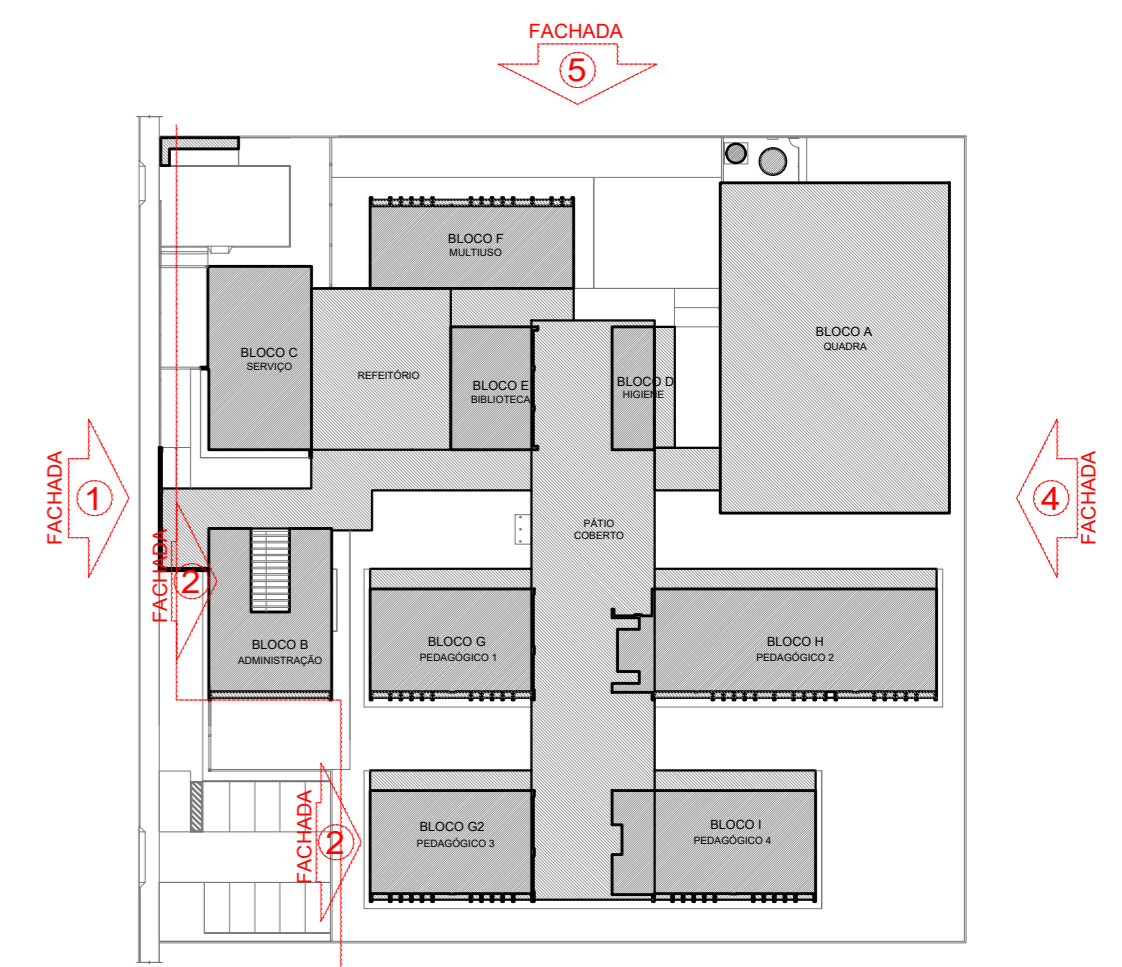 FACHADA
5
BLOCO F
MULTIUSO
BLOCO A
QUADRA
BLOCO C
SERVIÇO
REFEITÓRIO
BLOCO E
BIBLIOTECA
BLOCO D
HIGIENE
FACHADA
1
FACHADA
4
PÁTIO
COBERTO
FACHADA
2
BLOCO B
ADMINISTRAÇÃO
BLOCO G
PEDAGÓGICO 1
BLOCO H
PEDAGÓGICO 2
FACHADA
2
BLOCO G2
PEDAGÓGICO 3
BLOCO I
PEDAGÓGICO 4